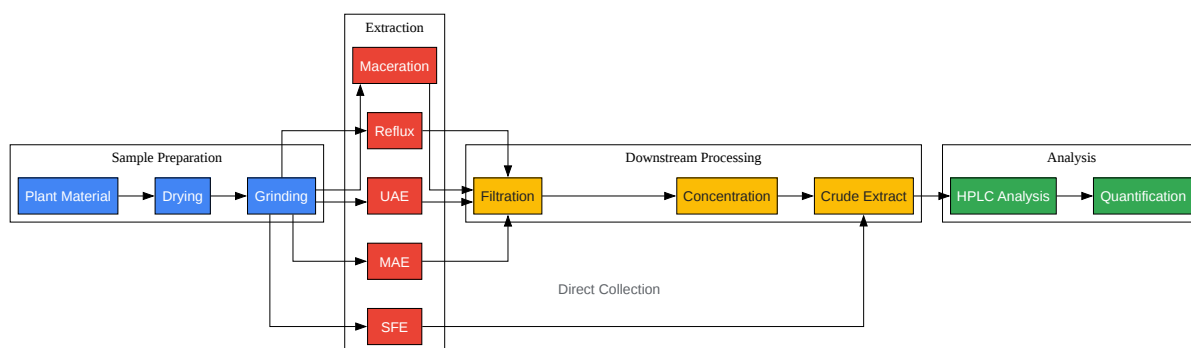 Extraction
Maceration
Reflux
Sample Preparation
Downstream Processing
Analysis
Plant Material
Drying
Grinding
UAE
Filtration
Concentration
Crude Extract
HPLC Analysis
Quantification
MAE
Direct Collection
SFE